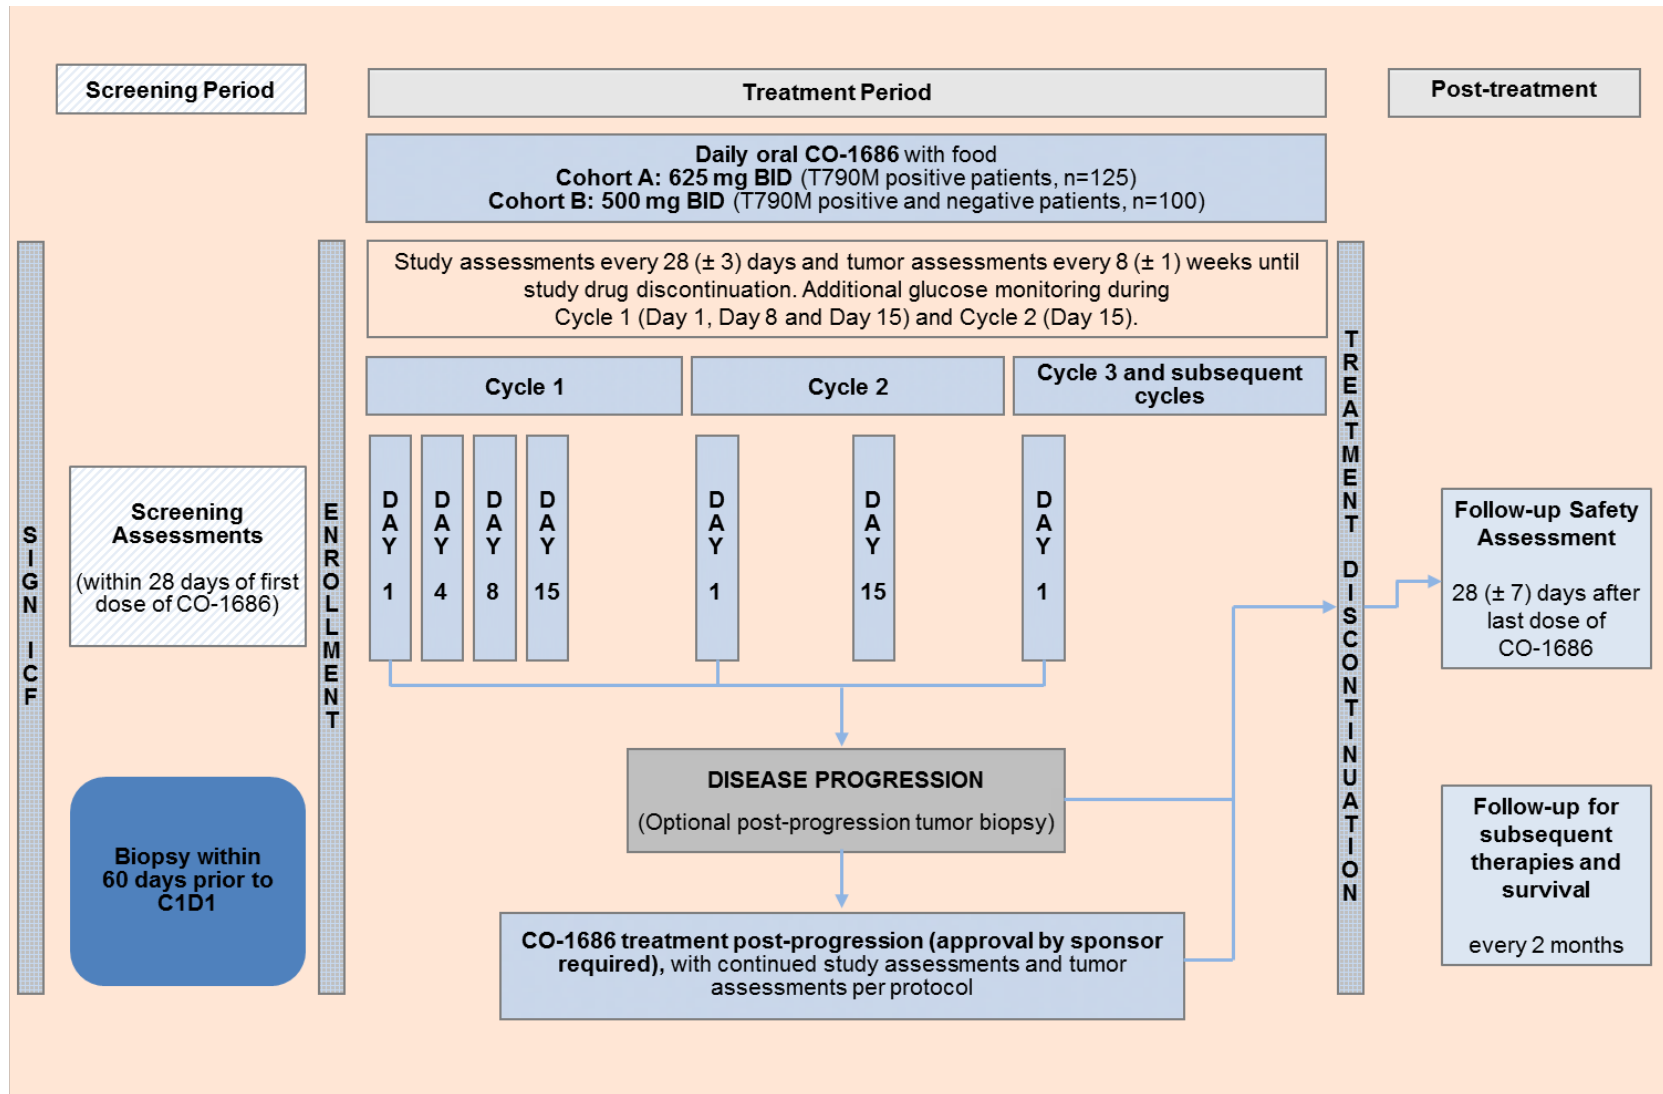 Screening Period
Treatment Period
Post-treatment
Daily oral CO-1686 with food
Cohort A: 625 mg BID (T790M positive patients, n=125)
Cohort B: 500 mg BID (T790M positive and negative patients, n=100)
Study assessments every 28 (± 3) days and tumor assessments every 8 (± 1) weeks until
study drug discontinuation. Additional glucose monitoring during
Cycle 1 (Day 1, Day 8 and Day 15) and Cycle 2 (Day 15).
Cycle 1
Cycle 2
Cycle 3 and subsequent
cycles
SIGN ICF
Screening
Assessments
(within 28 days of first
dose of CO-1686)
Biopsy within
60 days prior to
C1D1
ENROLLMENT
DAY 1
DAY 4
DAY 8
DAY 15
DAY 1
DAY 15
DAY 1
DISEASE PROGRESSION
(Optional post-progression tumor biopsy)
CO-1686 treatment post-progression (approval by sponsor
required), with continued study assessments and tumor
assessments per protocol
TREATMENT DISCONTINUATION
Follow-up Safety
Assessment
28 (± 7) days after
last dose of
CO-1686
Follow-up for
subsequent
therapies and
survival
every 2 months